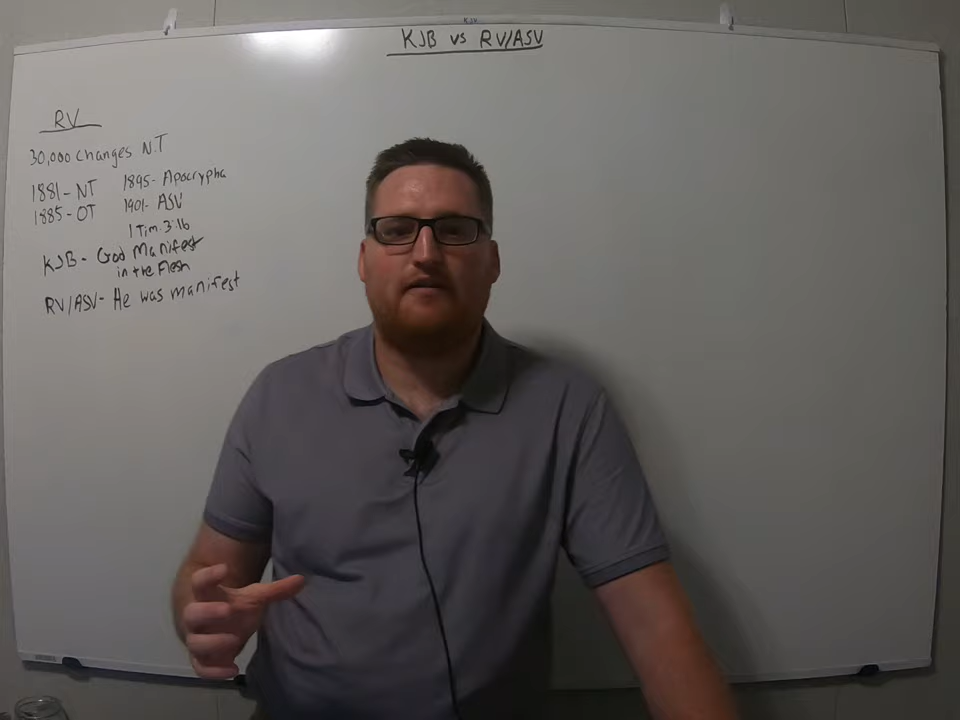 KJB vs RV/ASV
RV
30,000 changes N.T
1881-NT 1895- Apocrypha
1885-OT 1901- ASV
1 Tim. 3:16
KJB- God Manifest
in the Flesh
RV/ASV- He was manifest